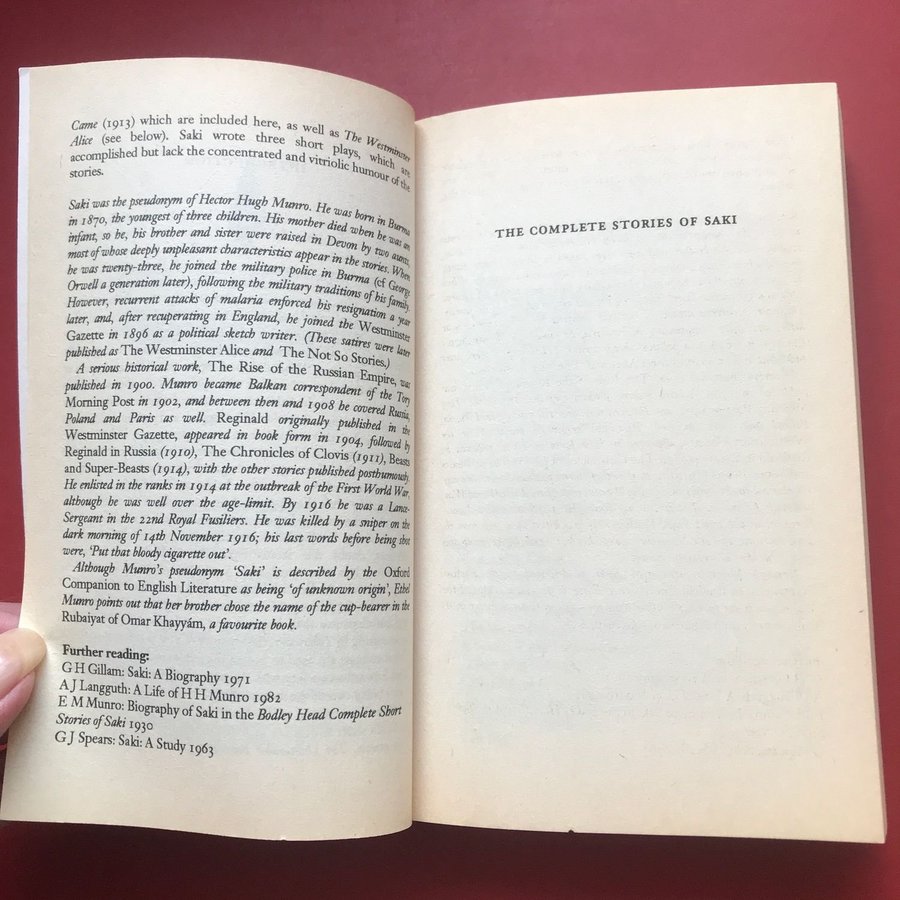 Came (1913) which are included here, as well as The Westminster
Alice (see below). Saki wrote three short plays, which are
accomplished but lack the concentrated and vitriolic humour of the
stories.
Saki was the pseudonym of Hector Hugh Munro. He was born in Burma
in 1870, the youngest of three children. His mother died when he was an
infant, so he, his brother and sister were raised in Devon by two aunts,
most of whose deeply unpleasant characteristics appear in the stories. When
he was twenty-three, he joined the military police in Burma (cf George
Orwell a generation later), following the military traditions of his family.
However, recurrent attacks of malaria enforced his resignation a year
later, and, after recuperating in England, he joined the Westminster
Gazette in 1896 as a political sketch writer. (These satires were later
published as The Westminster Alice and The Not So Stories.)
A serious historical work, The Rise of the Russian Empire, was
published in 1900. Munro became Balkan correspondent of the Tory
Morning Post in 1902, and between then and 1908 he covered Russia,
Poland and Paris as well. Reginald originally published in the
Westminster Gazette, appeared in book form in 1904, followed by
Reginald in Russia (1910), The Chronicles of Clovis (1911), Beasts
and Super-Beasts (1914), with the other stories published posthumously.
He enlisted in the ranks in 1914 at the outbreak of the First World War,
although he was well over the age-limit. By 1916 he was a Lance-
Sergeant in the 22nd Royal Fusiliers. He was killed by a sniper on the
dark morning of 14th November 1916; his last words before being shot
were, 'Put that bloody cigarette out'.
Although Munro's pseudonym 'Saki' is described by the Oxford
Companion to English Literature as being 'of unknown origin', Ethel
Munro points out that her brother chose the name of the cup-bearer in the
Rubaiyat of Omar Khayyám, a favourite book.
Further reading:
G H Gillam: Saki: A Biography 1971
A J Langguth: A Life of H H Munro 1982
E M Munro: Biography of Saki in the Bodley Head Complete Short
Stories of Saki 1930
G J Spears: Saki: A Study 1963
THE COMPLETE STORIES OF SAKI